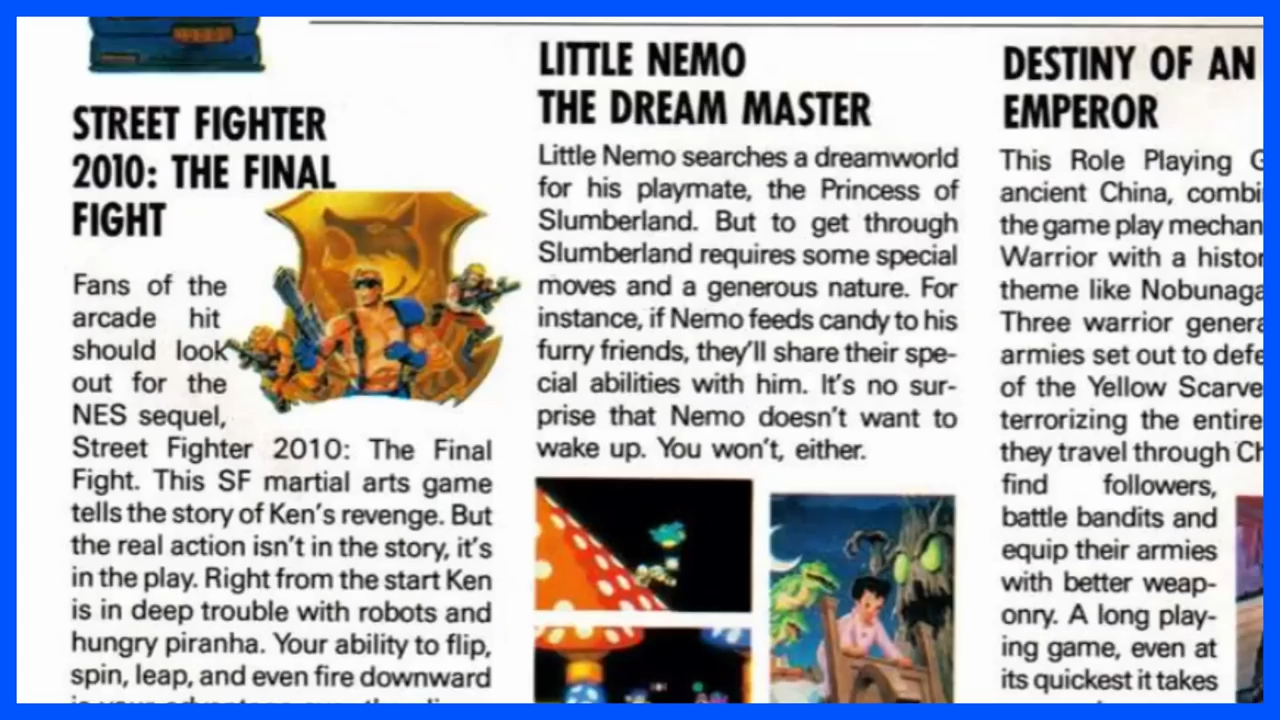 STREET FIGHTER
2010: THE FINAL
FIGHT
Fans of the
arcade hit
should look
out for the
NES sequel,
Street Fighter 2010: The Final
Fight. This SF martial arts game
tells the story of Ken's revenge. But
the real action isn't in the story, it's
in the play. Right from the start Ken
is in deep trouble with robots and
hungry piranha. Your ability to flip,
spin, leap, and even fire downward
LITTLE NEMO
THE DREAM MASTER
Little Nemo searches a dreamworld
for his playmate, the Princess of
Slumberland. But to get through
Slumberland requires some special
moves and a generous nature. For
instance, if Nemo feeds candy to his
furry friends, they'll share their spe-
cial abilities with him. It's no sur-
prise that Nemo doesn't want to
wake up. You won't, either.
DESTINY OF AN
EMPEROR
This Role Playing
ancient China,
the game play
Warrior with a
theme like
Three warrior
armies set out to
of the Yellow
terrorizing the entire
they travel through
find followers,
battle bandits and
equip their armies
with better weap-
onry. A long play-
ing game, even at
its quickest it takes